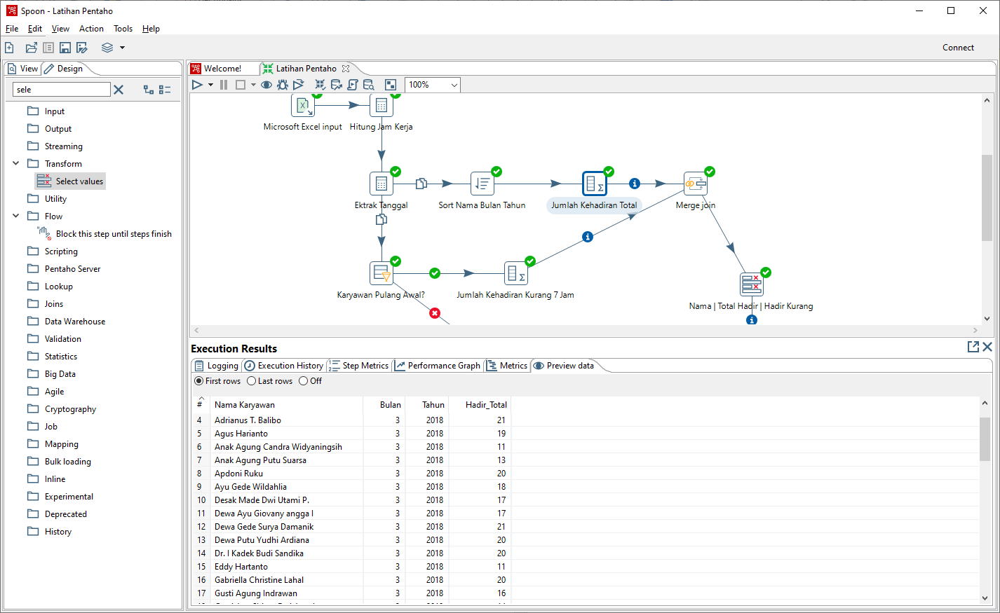 Spoon - Latihan Pentaho
File Edit View Action Tools Help
Connect
View Design
sele
Input
Output
Streaming
Transform
Select values
Utility
Flow
Block this step until steps finish
Scripting
Pentaho Server
Lookup
Joins
Data Warehouse
Validation
Statistics
Big Data
Agile
Cryptography
Job
Mapping
Bulk loading
Inline
Experimental
Deprecated
History
Welcome! Latihan Pentaho
100%
Microsoft Excel input Hitung Jam Kerja
Ektrak Tanggal Sort Nama Bulan Tahun Jumlah Kehadiran Total Merge join
Karyawan Pulang Awal? Jumlah Kehadiran Kurang 7 Jam
Nama | Total Hadir | Hadir Kurang
Execution Results
Logging Execution History Step Metrics Performance Graph Metrics Preview data
First rows Last rows Off
# Nama Karyawan Bulan Tahun Hadir_Total
4 Adrianus T. Balibo 3 2018 21
5 Agus Harianto 3 2018 19
6 Anak Agung Candra Widyaningsih 3 2018 11
7 Anak Agung Putu Suarsa 3 2018 13
8 Apdoni Ruku 3 2018 20
9 Ayu Gede Wildahlia 3 2018 18
10 Desak Made Dwi Utami P. 3 2018 17
11 Dewa Ayu Giovany angga I 3 2018 17
12 Dewa Gede Surya Damanik 3 2018 21
13 Dewa Putu Yudhi Ardiana 3 2018 20
14 Dr. I Kadek Budi Sandika 3 2018 20
15 Eddy Hartanto 3 2018 11
16 Gabriella Christine Lahal 3 2018 20
17 Gusti Agung Indrawan 3 2018 16